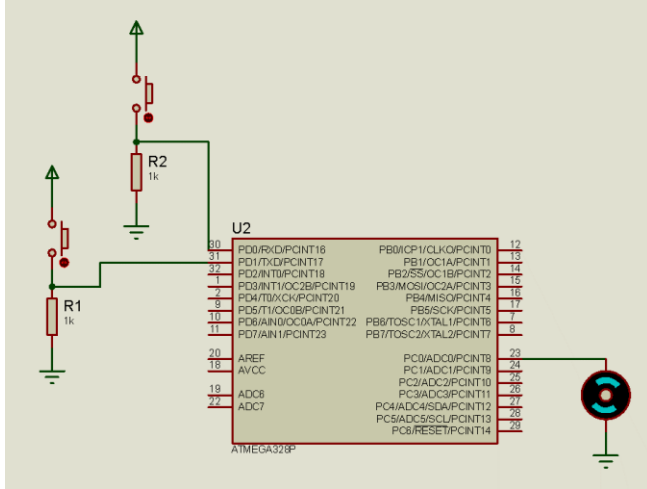 R2
1k
R1
1k
U2
30 PD0/RXD/PCINT16 PB0/ICP1/CLKO/PCINT0 12
31 PD1/TXD/PCINT17 PB1/OC1A/PCINT1 13
32 PD2/INT0/PCINT18 PB2/SS/OC1B/PCINT2 14
1 PD3/INT1/OC2B/PCINT19 PB3/MOSI/OC2A/PCINT3 15
2 PD4/T0/XCK/PCINT20 PB4/MISO/PCINT4 16
9 PD5/T1/OC0B/PCINT21 PB5/SCK/PCINT5 17
10 PD6/AIN0/OC0A/PCINT22 PB6/TOSC1/XTAL1/PCINT6 7
11 PD7/AIN1/PCINT23 PB7/TOSC2/XTAL2/PCINT7 8
20 AREF PC0/ADC0/PCINT8 23
18 AVCC PC1/ADC1/PCINT9 24
PC2/ADC2/PCINT10 25
19 ADC6 PC3/ADC3/PCINT11 26
22 ADC7 PC4/ADC4/SDA/PCINT12 27
PC5/ADC5/SCL/PCINT13 28
PC6/RESET/PCINT14 29
ATMEGA328P